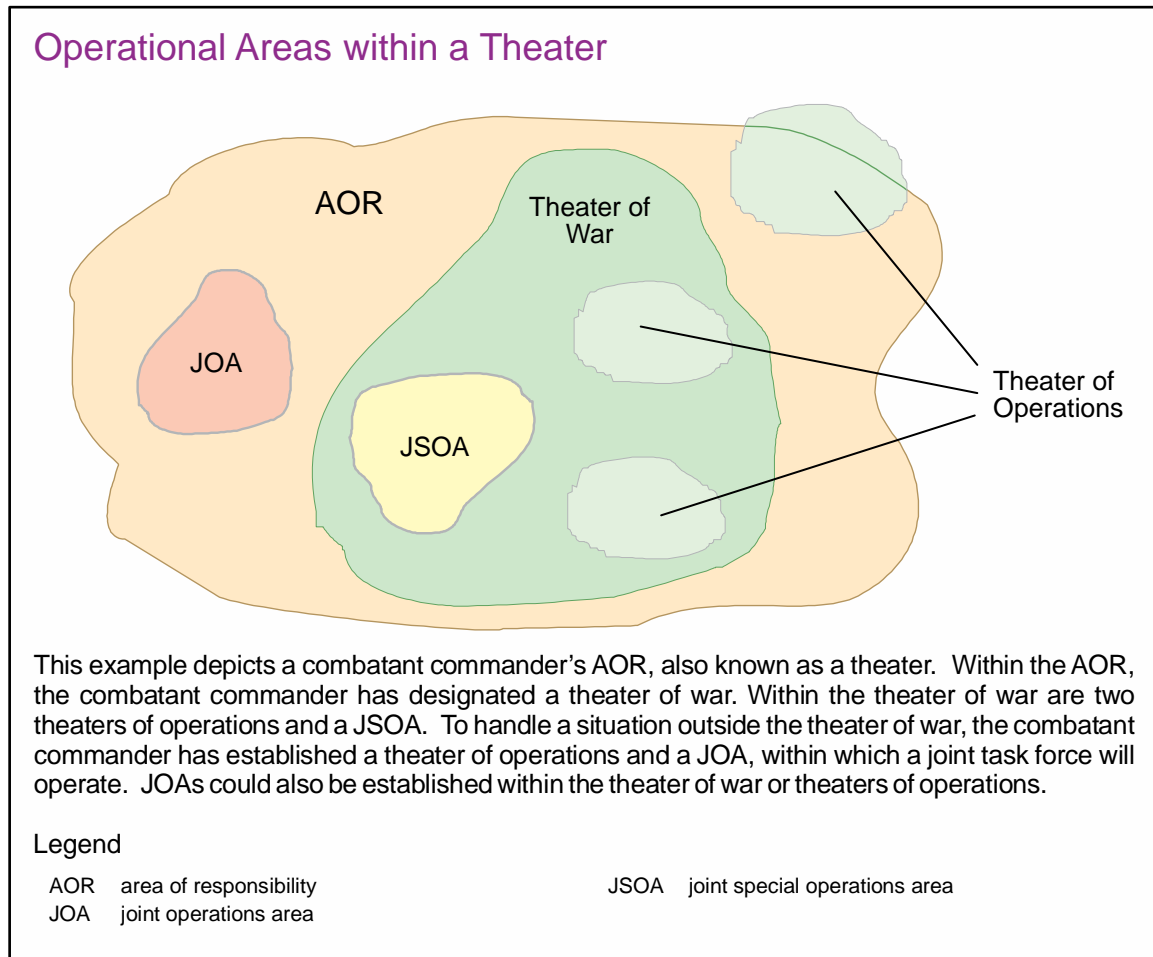 Operational Areas within a Theater
AOR
Theater of
War
JOA
JSOA
Theater of
Operations
This example depicts a combatant commander’s AOR, also known as a theater. Within the AOR,
the combatant commander has designated a theater of war. Within the theater of war are two
theaters of operations and a JSOA. To handle a situation outside the theater of war, the combatant
commander has established a theater of operations and a JOA, within which a joint task force will
operate. JOAs could also be established within the theater of war or theaters of operations.
Legend
AOR area of responsibility
JOA joint operations area
JSOA joint special operations area